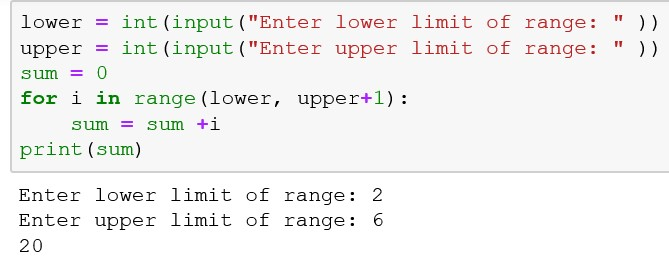 lower = int(input("Enter lower limit of range: " ))
upper = int(input("Enter upper limit of range: " ))
sum = 0
for i in range(lower, upper+1):
    sum = sum +i
print(sum)
Enter lower limit of range: 2
Enter upper limit of range: 6
20